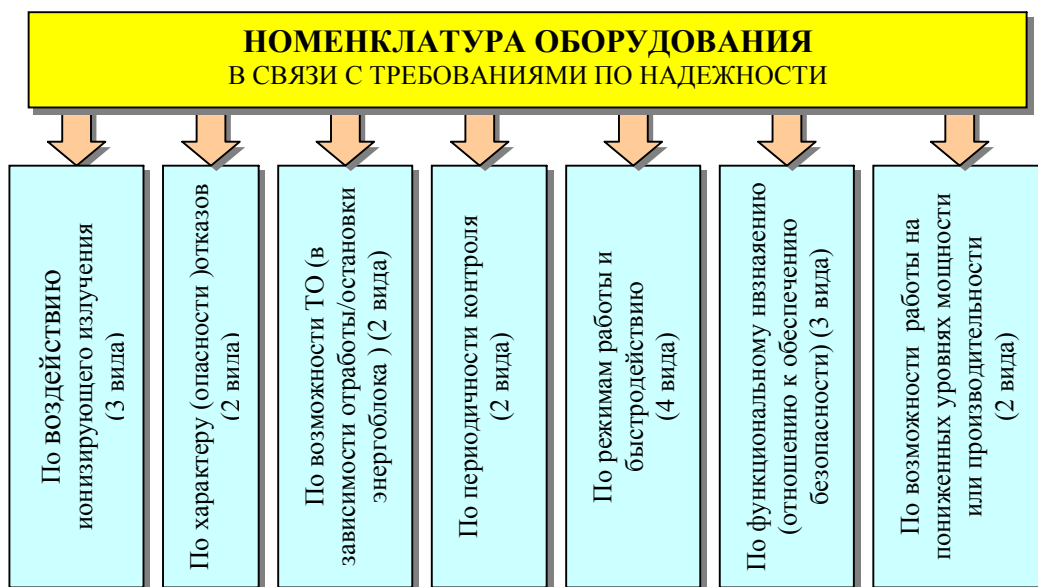 НОМЕНКЛАТУРА ОБОРУДОВАНИЯ
В СВЯЗИ С ТРЕБОВАНИЯМИ ПО НАДЕЖНОСТИ
По воздействию
ионизирующего излучения
(3 вида)
По характеру (опасности )отказов
(2 вида)
По возможности ТО (в
зависимости отработы/остановки
энергоблока ) (2 вида)
По периодичности контроля
(2 вида)
По режимам работы и
быстродействию
(4 вида)
По функциональному нвзнаяению
(отношению к обеспечению
безопасности) (3 вида)
По возможности работы на
пониженных уровнях мощности
или производительности
(2 вида)